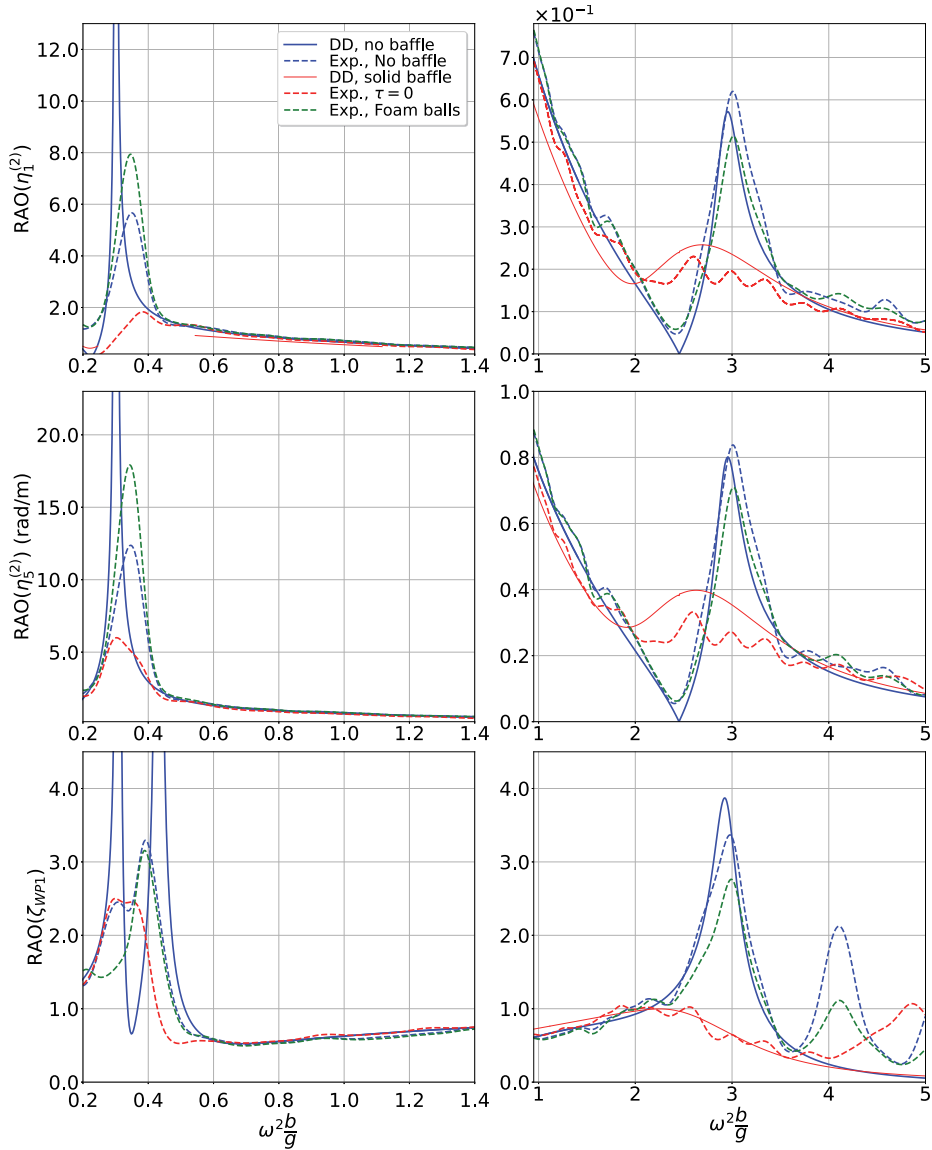 ×10⁻¹
12.0
10.0
8.0
6.0
4.0
2.0
RAO(η₁⁽²⁾)
DD, no baffle
Exp., No baffle
DD, solid baffle
Exp., τ = 0
Exp., Foam balls
0.2 0.4 0.6 0.8 1.0 1.2 1.4
7.0
6.0
5.0
4.0
3.0
2.0
1.0
0.0
1 2 3 4 5
20.0
15.0
10.0
5.0
RAO(η₅⁽²⁾) (rad/m)
0.2 0.4 0.6 0.8 1.0 1.2 1.4
1.0
0.8
0.6
0.4
0.2
0.0
1 2 3 4 5
4.0
3.0
2.0
1.0
0.0
RAO(ζ_WP1)
0.2 0.4 0.6 0.8 1.0 1.2 1.4
ω² b/g
4.0
3.0
2.0
1.0
0.0
1 2 3 4 5
ω² b/g